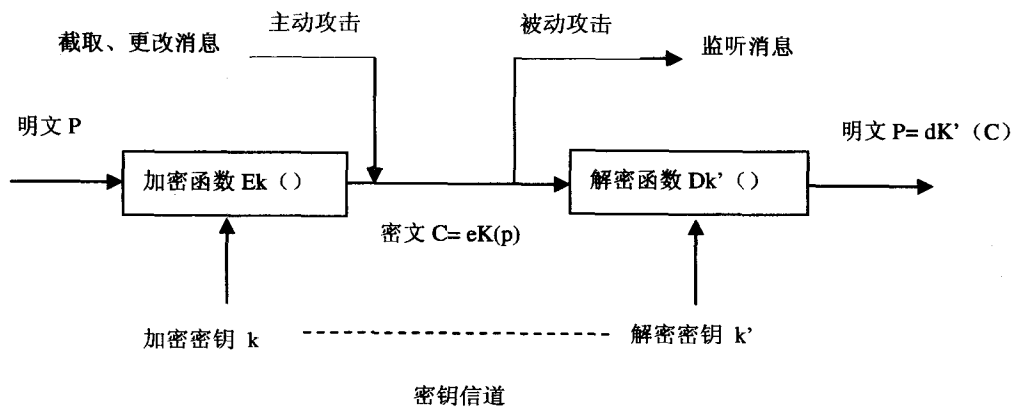 主动攻击
被动攻击
截取、更改消息
监听消息
明文 P
明文 P= dK’（C）
加密函数 Ek（）
解密函数 Dk’（）
密文 C= eK(p)
加密密钥 k
解密密钥 k’
密钥信道